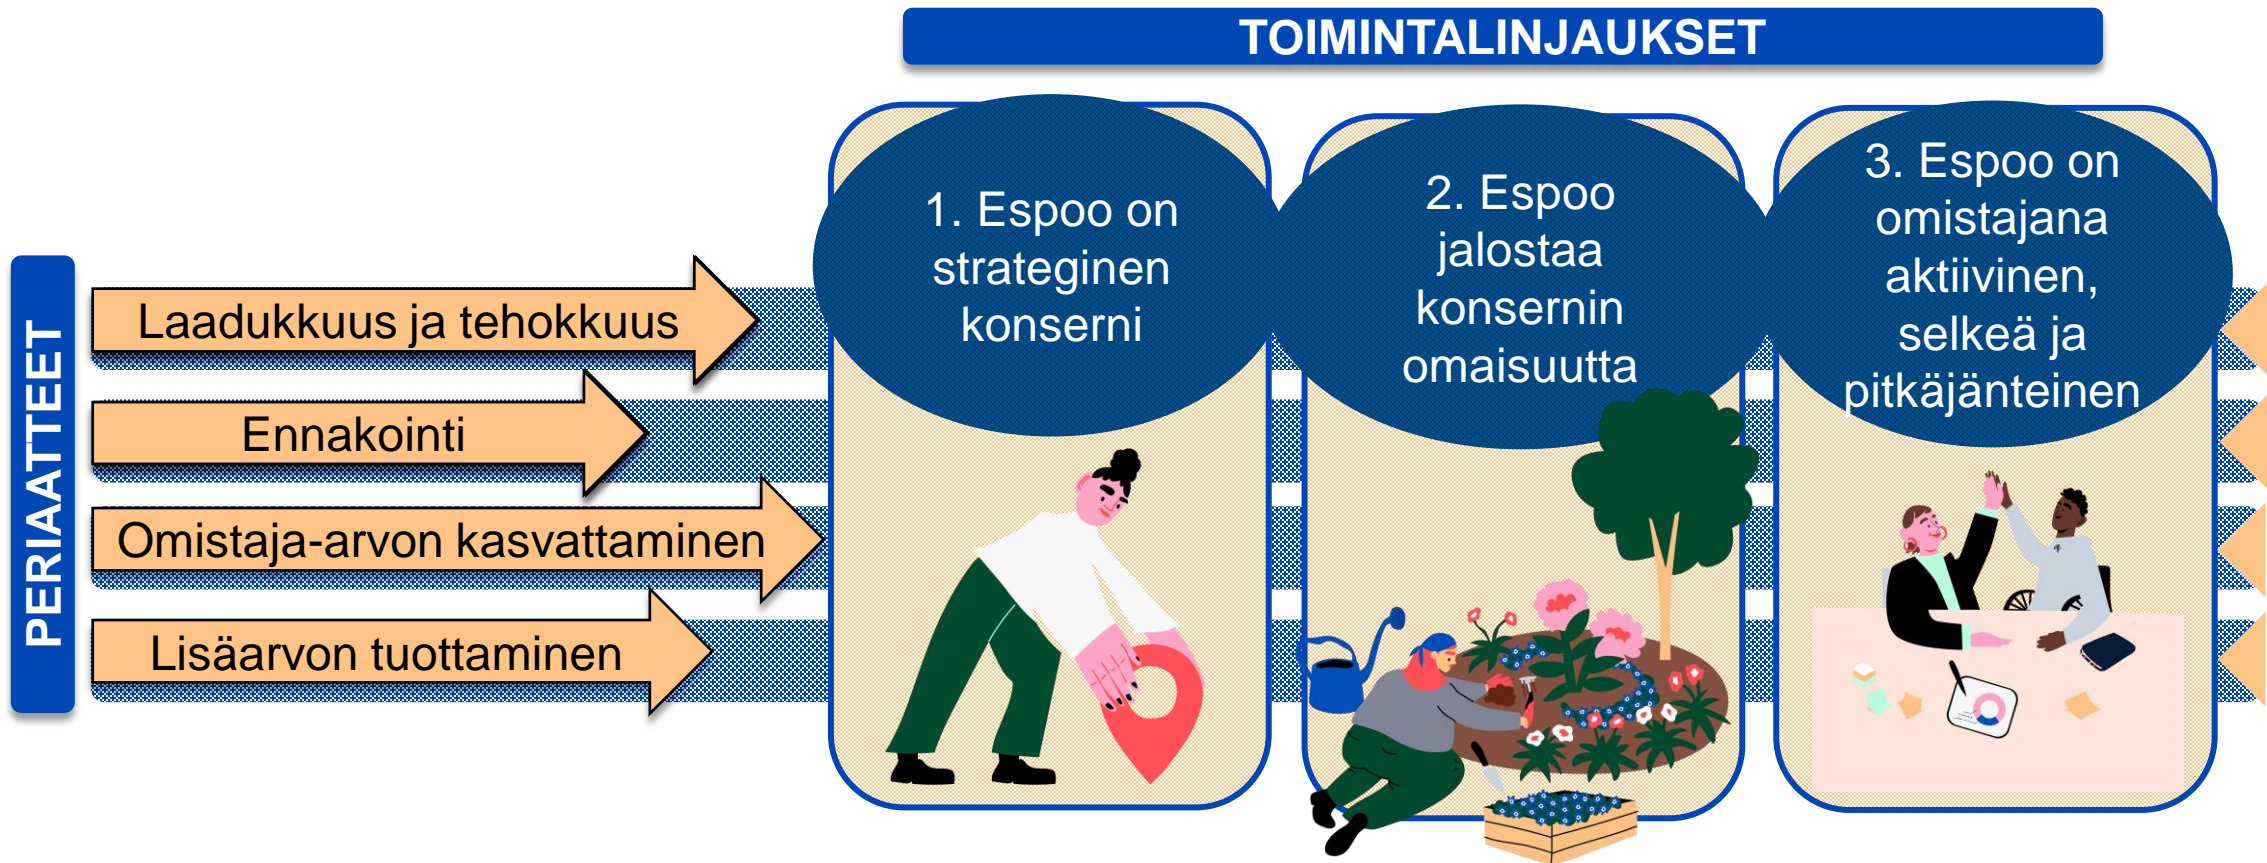 TOIMINTALINJAUKSET
PERIAATTEET
Laadukkuus ja tehokkuus
Ennakointi
Omistaja-arvon kasvattaminen
Lisäarvon tuottaminen
1. Espoo on
strateginen
konserni
2. Espoo
jalostaa
konsernin
omaisuutta
3. Espoo on
omistajana
aktiivinen,
selkeä ja
pitkäjänteinen